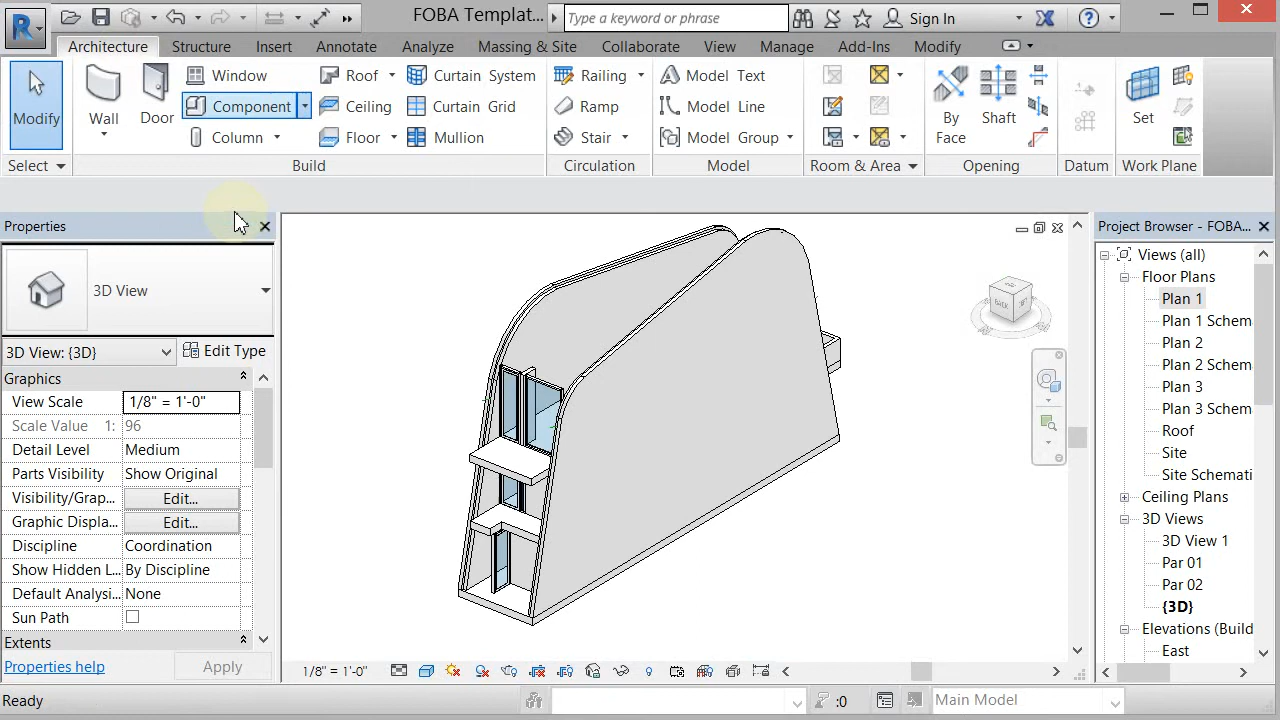 FOBA Templat...
Type a keyword or phrase
Sign In
Architecture Structure Insert Annotate Analyze Massing & Site Collaborate View Manage Add-Ins Modify
Modify
Wall
Door
Window
Component
Column
Roof
Ceiling
Floor
Curtain System
Curtain Grid
Mullion
Railing
Ramp
Stair
Model Text
Model Line
Model Group
By Face
Shaft
Set
Select Build Circulation Model Room & Area Opening Datum Work Plane
Properties
3D View
3D View: {3D} Edit Type
Graphics
View Scale 1/8" = 1'-0"
Scale Value 1: 96
Detail Level Medium
Parts Visibility Show Original
Visibility/Grap... Edit...
Graphic Displa... Edit...
Discipline Coordination
Show Hidden L... By Discipline
Default Analysi... None
Sun Path
Extents
Properties help Apply
BACK
1/8" = 1'-0"
Project Browser - FOBA...
Views (all)
Floor Plans
Plan 1
Plan 1 Schem
Plan 2
Plan 2 Schema
Plan 3
Plan 3 Schem
Roof
Site
Site Schemati
Ceiling Plans
3D Views
3D View 1
Par 01
Par 02
{3D}
Elevations (Build
East
Ready
:0
Main Model